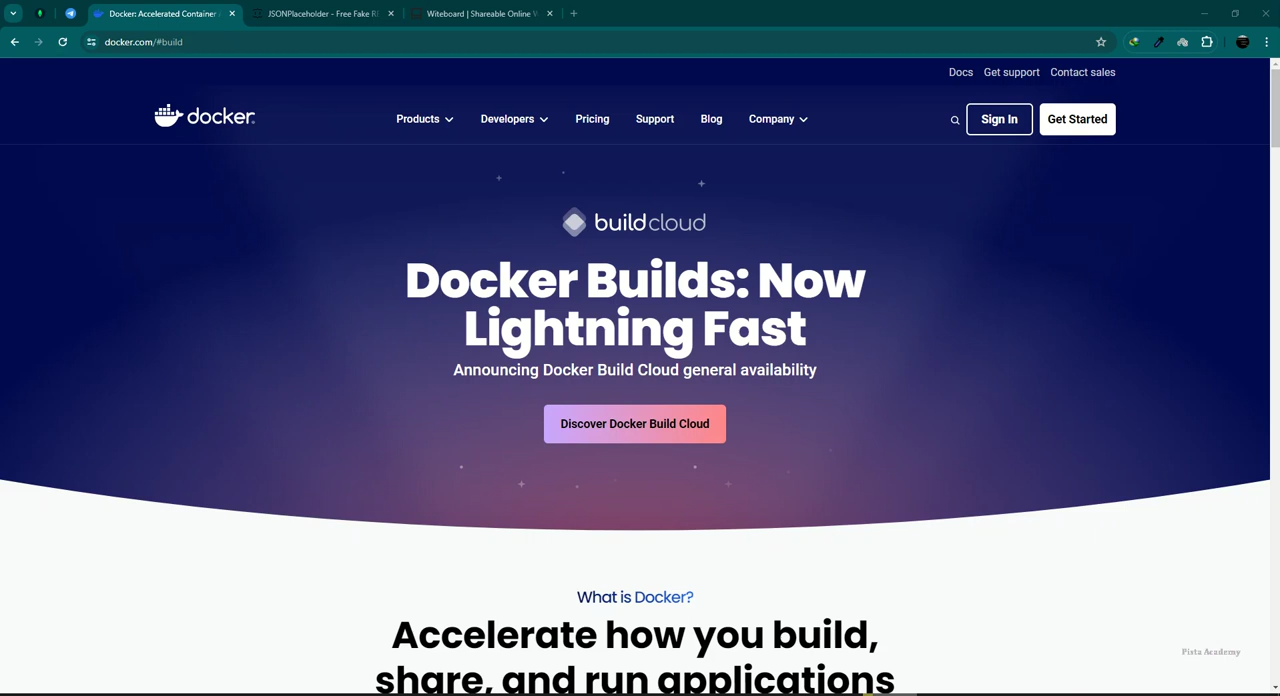 Docker: Accelerated Container
JSONPlaceholder - Free Fake
Witeboard | Shareable Online
docker.com/#build
Docs Get support Contact sales
docker
Products Developers Pricing Support Blog Company Sign In Get Started
build cloud
Docker Builds: Now
Lightning Fast
Announcing Docker Build Cloud general availability
Discover Docker Build Cloud
What is Docker?
Accelerate how you build,
share, and run applications
Pista Academy